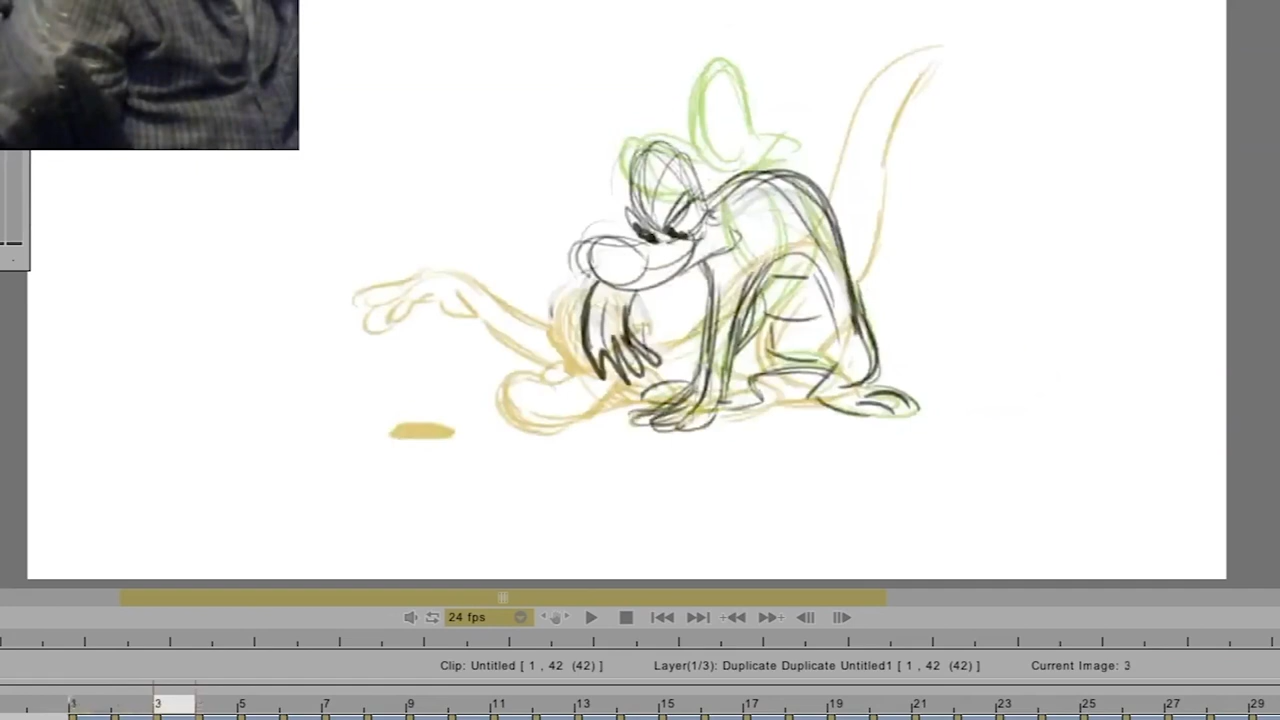 24 fps
Clip: Untitled [ 1 , 42 (42) ] Layer(1/3): Duplicate Duplicate Untitled1 [ 1 , 42 (42) ] Current Image: 3
1 3 5 7 9 11 13 15 17 19 21 23 25 27 29